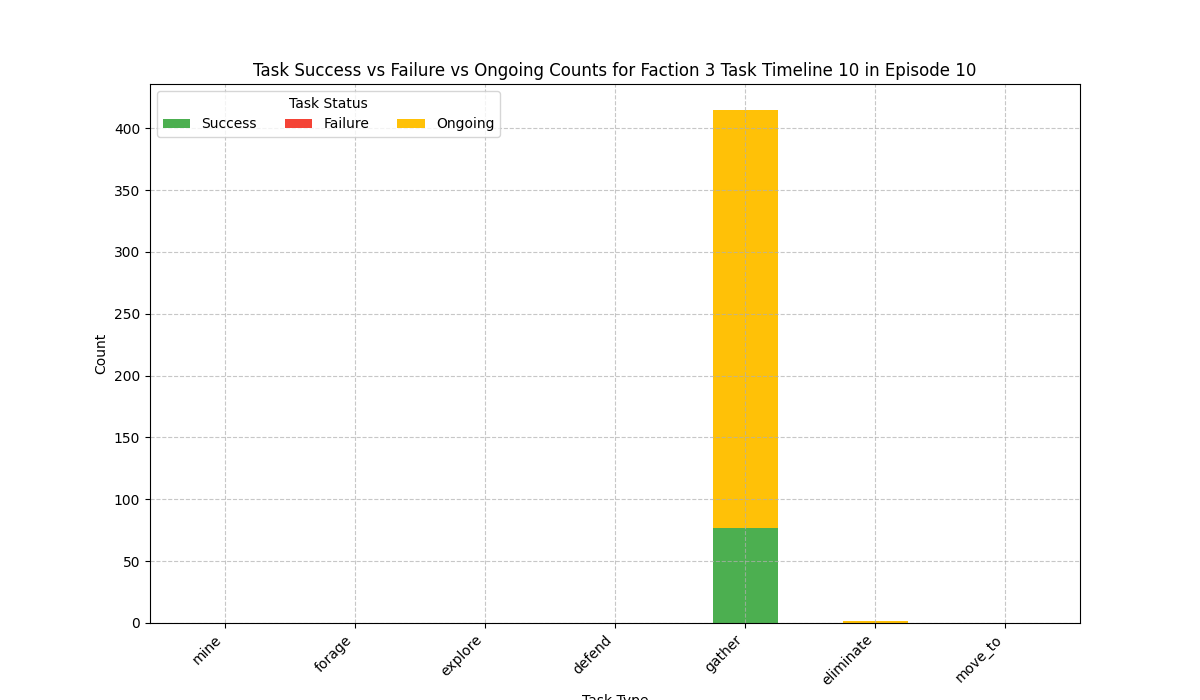 Task Success vs Failure vs Ongoing Counts for Faction 3 Task Timeline 10 in Episode 10
Task Status
Success Failure Ongoing
Count
400
350
300
250
200
150
100
50
0
mine forage explore defend gather eliminate move_to
Task Type